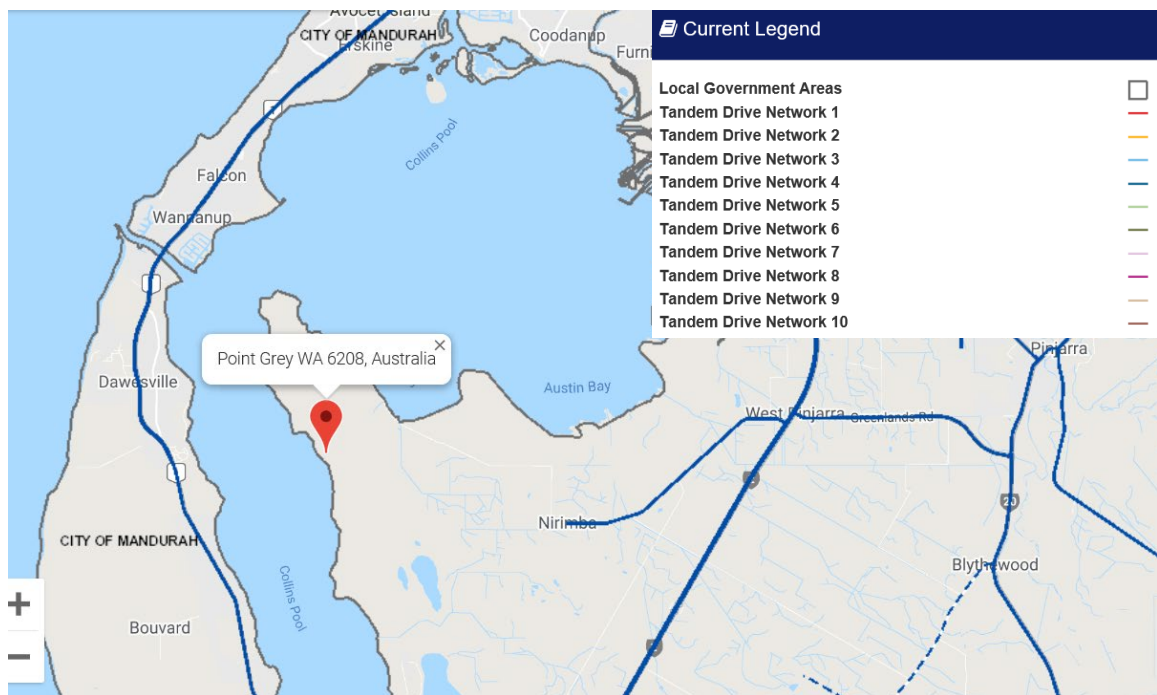 Avocet Island
CITY OF MANDURAH
Erskine
Coodanup
Collins Pool
Falcon
Wannanup
Current Legend
Local Government Areas
Tandem Drive Network 1
Tandem Drive Network 2
Tandem Drive Network 3
Tandem Drive Network 4
Tandem Drive Network 5
Tandem Drive Network 6
Tandem Drive Network 7
Tandem Drive Network 8
Tandem Drive Network 9
Tandem Drive Network 10
Point Grey WA 6208, Australia
Dawesville
Austin Bay
Pinjarra
West Pinjarra
Greenlands Rd
20
Nirimba
CITY OF MANDURAH
Blythewood
Collins Pool
Bouvard
+
−